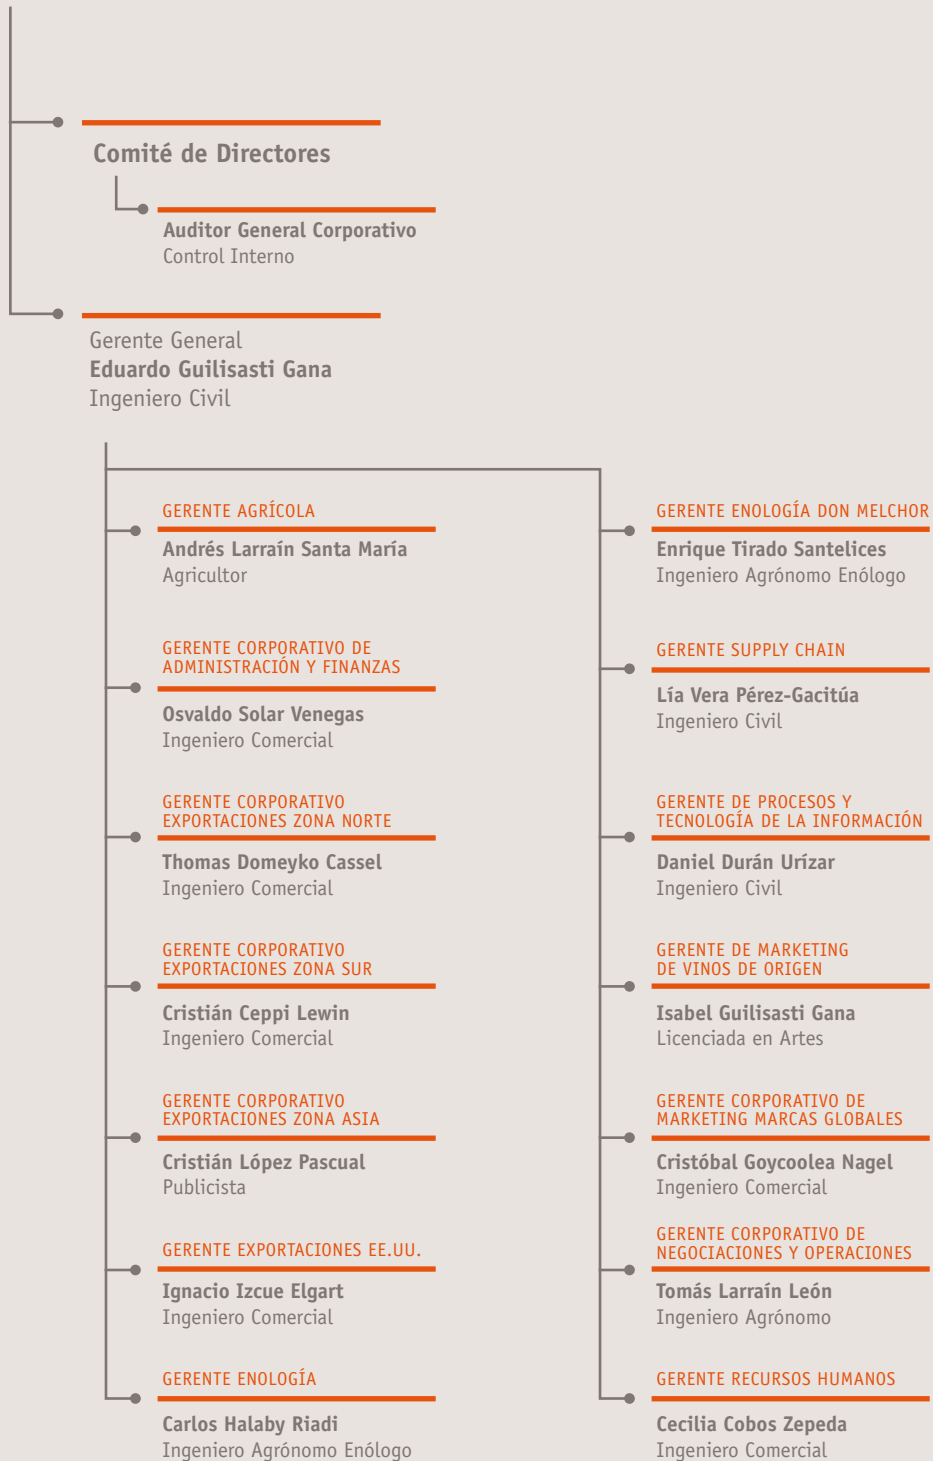 Comité de Directores
Auditor General Corporativo
Control Interno
Gerente General
Eduardo Guilisasti Gana
Ingeniero Civil
GERENTE AGRÍCOLA
Andrés Larraín Santa María
Agricultor
GERENTE CORPORATIVO DE
ADMINISTRACIÓN Y FINANZAS
Osvaldo Solar Venegas
Ingeniero Comercial
GERENTE CORPORATIVO
EXPORTACIONES ZONA NORTE
Thomas Domeyko Cassel
Ingeniero Comercial
GERENTE CORPORATIVO
EXPORTACIONES ZONA SUR
Cristián Ceppi Lewin
Ingeniero Comercial
GERENTE CORPORATIVO
EXPORTACIONES ZONA ASIA
Cristián López Pascual
Publicista
GERENTE EXPORTACIONES EE.UU.
Ignacio Izcue Elgart
Ingeniero Comercial
GERENTE ENOLOGÍA
Carlos Halaby Riadi
Ingeniero Agrónomo Enólogo
GERENTE ENOLOGÍA DON MELCHOR
Enrique Tirado Santelices
Ingeniero Agrónomo Enólogo
GERENTE SUPPLY CHAIN
Lía Vera Pérez-Gacitúa
Ingeniero Civil
GERENTE DE PROCESOS Y
TECNOLOGÍA DE LA INFORMACIÓN
Daniel Durán Urízar
Ingeniero Civil
GERENTE DE MARKETING
DE VINOS DE ORIGEN
Isabel Guilisasti Gana
Licenciada en Artes
GERENTE CORPORATIVO DE
MARKETING MARCAS GLOBALES
Cristóbal Goycoolea Nagel
Ingeniero Comercial
GERENTE CORPORATIVO DE
NEGOCIACIONES Y OPERACIONES
Tomás Larraín León
Ingeniero Agrónomo
GERENTE RECURSOS HUMANOS
Cecilia Cobos Zepeda
Ingeniero Comercial